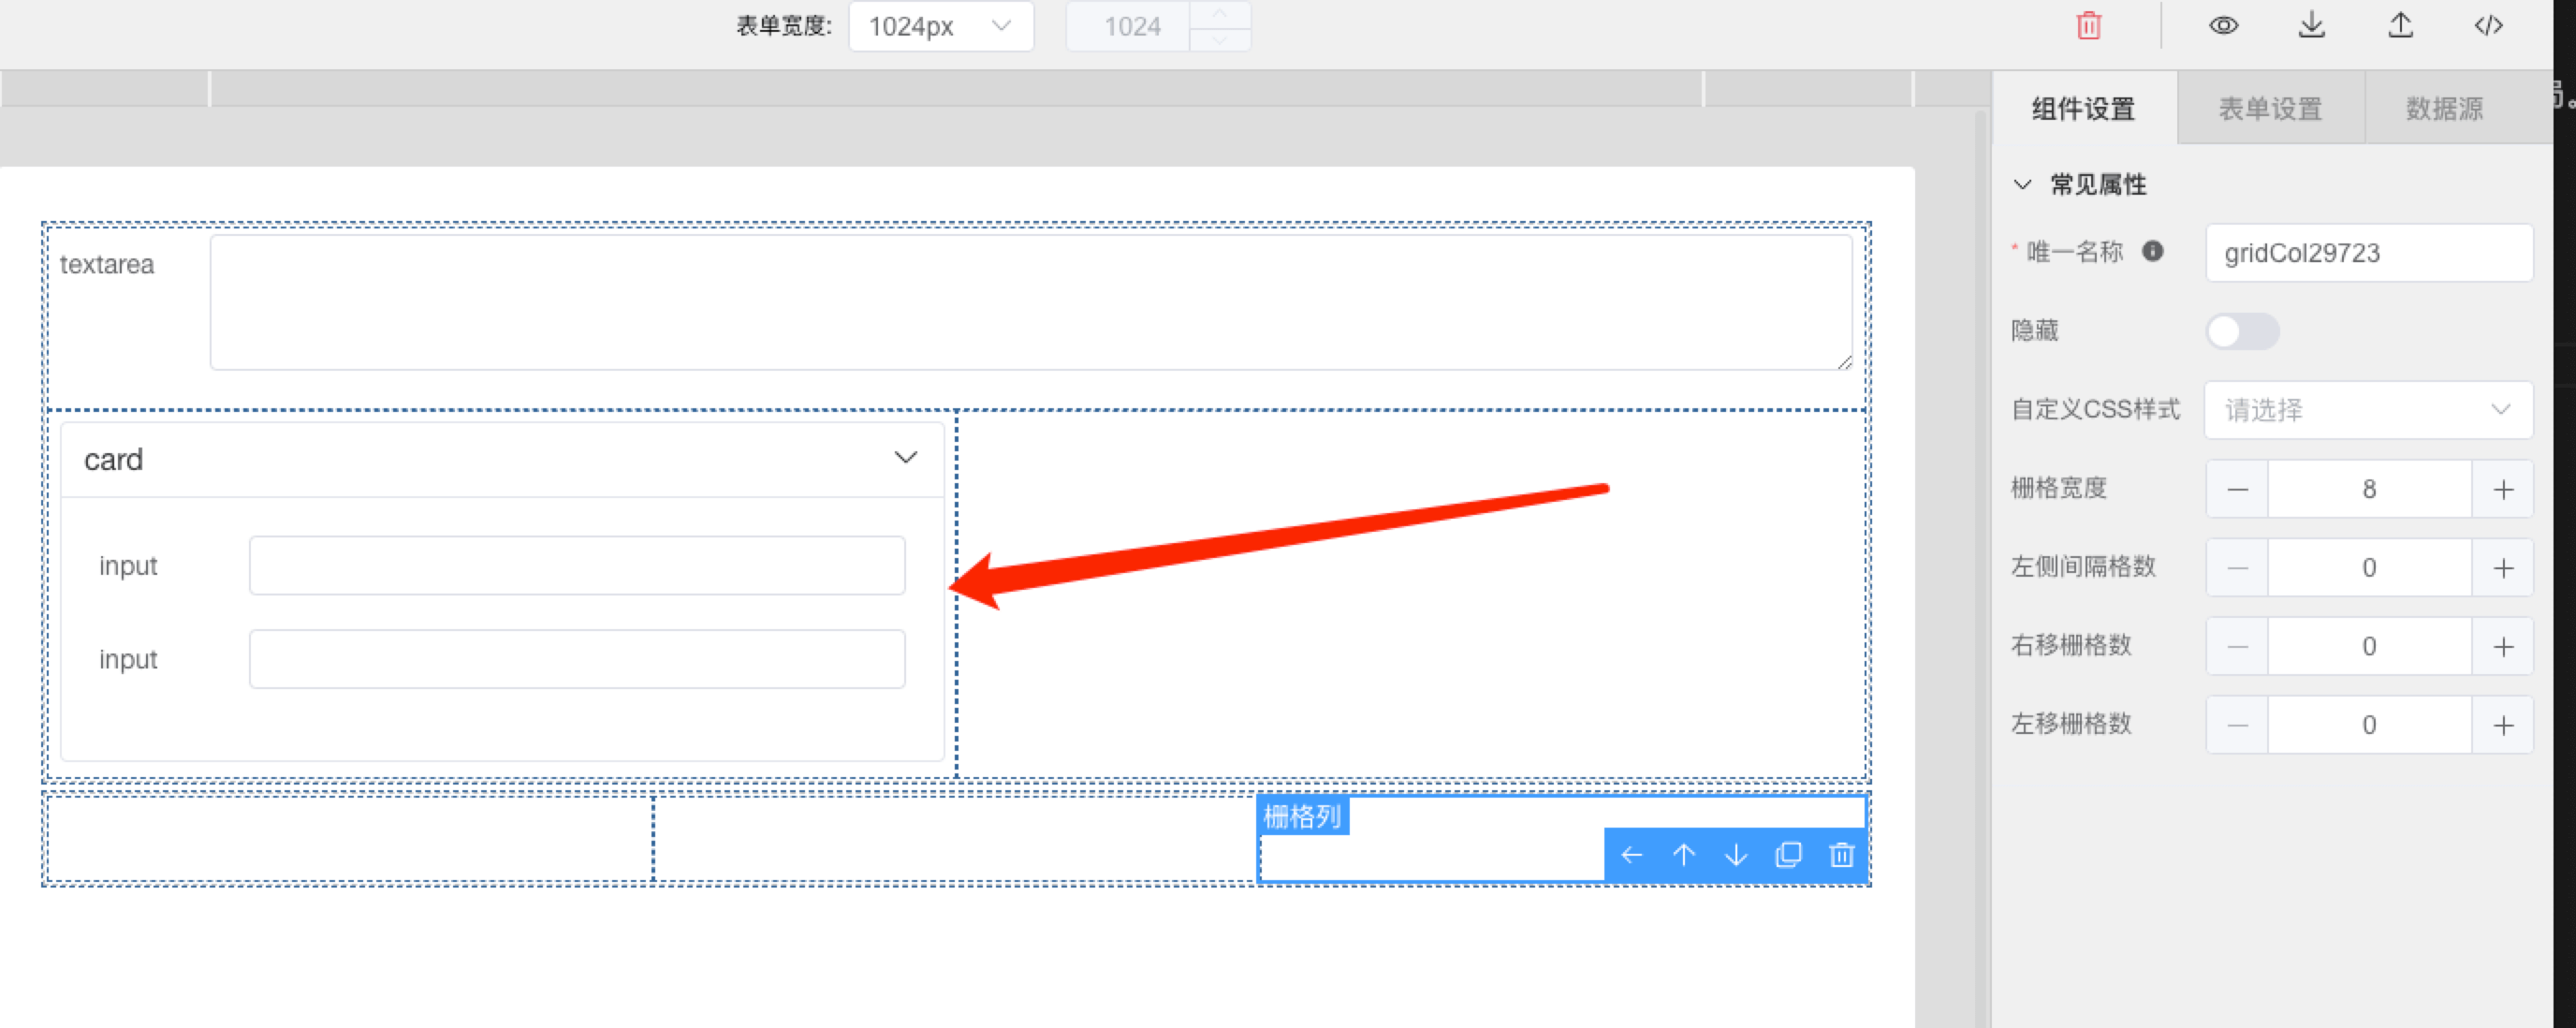 表单宽度:
1024px
1024
组件设置
表单设置
数据源
常见属性
* 唯一名称
gridCol29723
隐藏
自定义CSS样式
请选择
栅格宽度
8
左侧间隔格数
0
右移栅格数
0
左移栅格数
0
textarea
card
input
input
栅格列